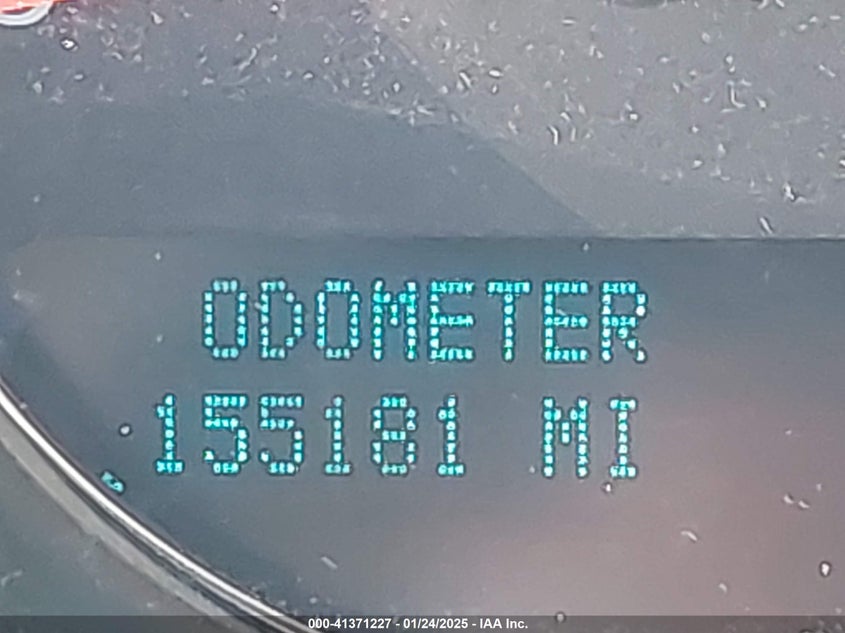 ODOMETER
155181 MI
000-41371227 - 01/24/2025 - IAA Inc.